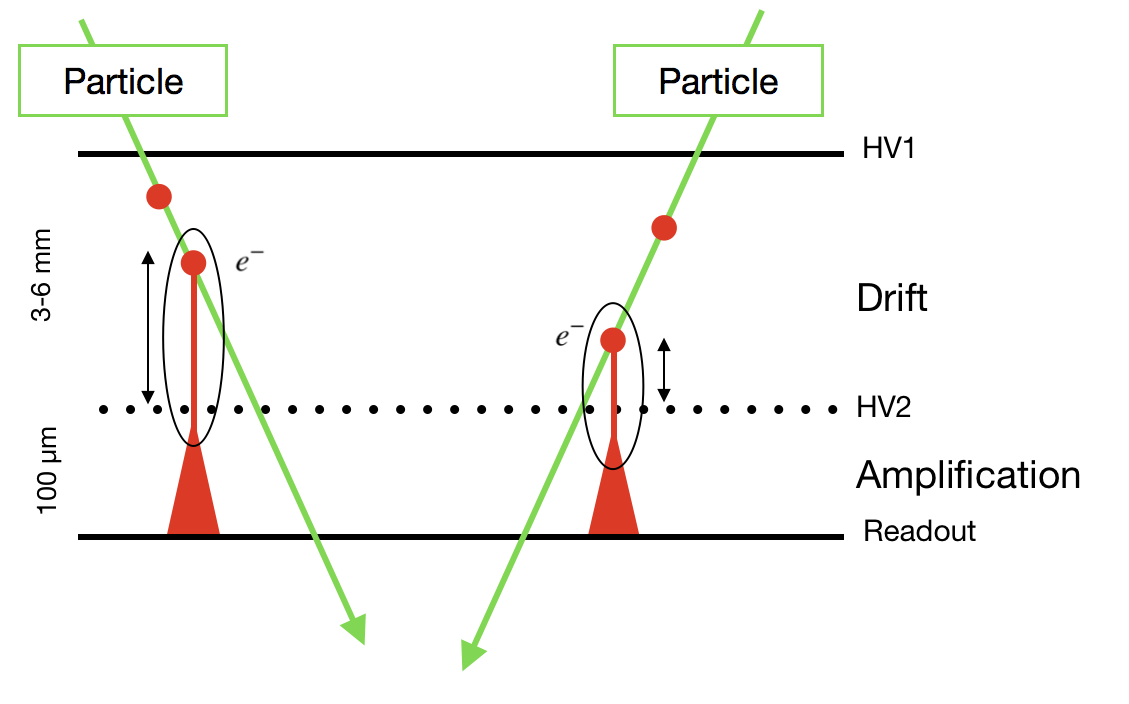 Particle
Particle
HV1
3-6 mm
e⁻
Drift
e⁻
HV2
100 μm
Amplification
Readout